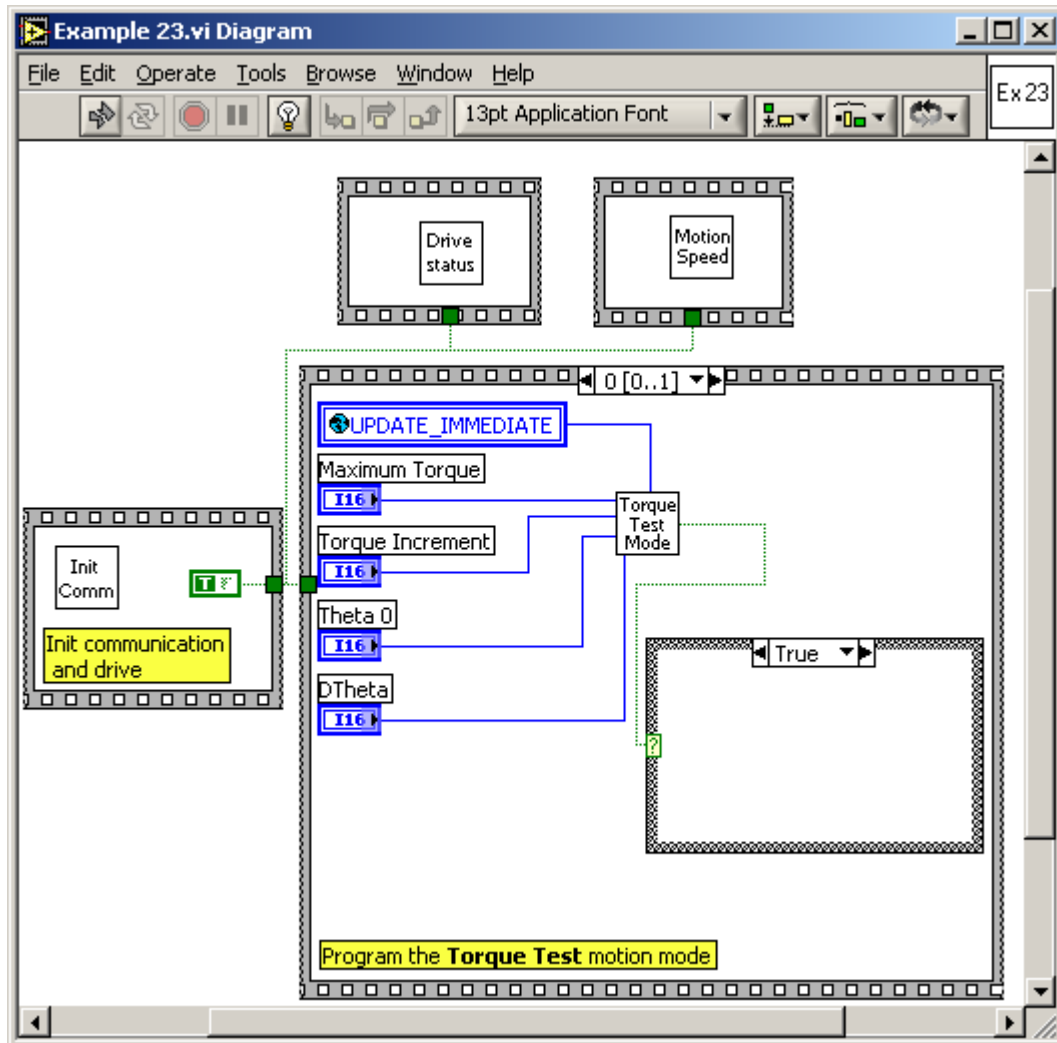 Example 23.vi Diagram
File Edit Operate Tools Browse Window Help
Ex 23
13pt Application Font
Drive
status
Motion
Speed
0 [0..1]
UPDATE_IMMEDIATE
Maximum Torque
I16
Torque
Test
Mode
Torque Increment
I16
Init
Comm
T
Theta 0
I16
Init communication
and drive
True
DTheta
I16
?
Program the Torque Test motion mode